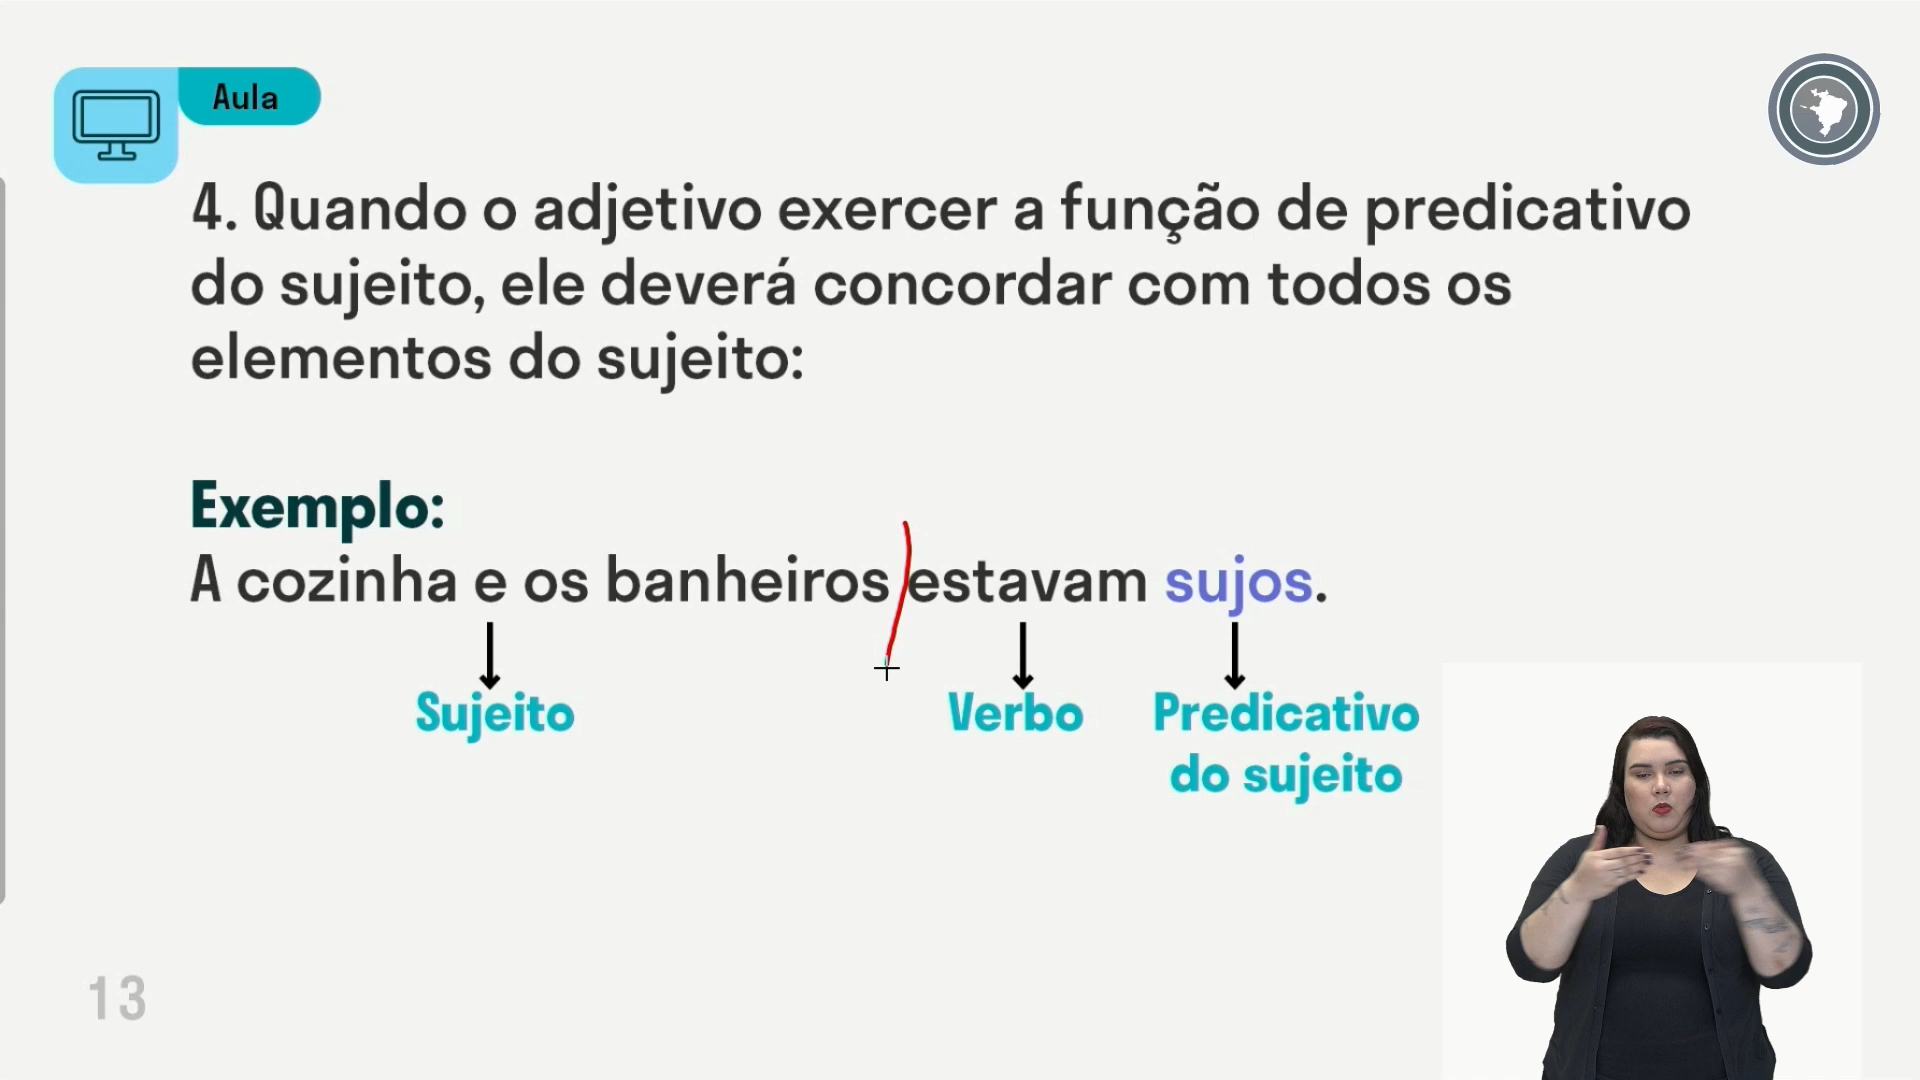 Aula
4. Quando o adjetivo exercer a função de predicativo
do sujeito, ele deverá concordar com todos os
elementos do sujeito:
Exemplo:
A cozinha e os banheiros estavam sujos.
Sujeito
Verbo
Predicativo
do sujeito
13